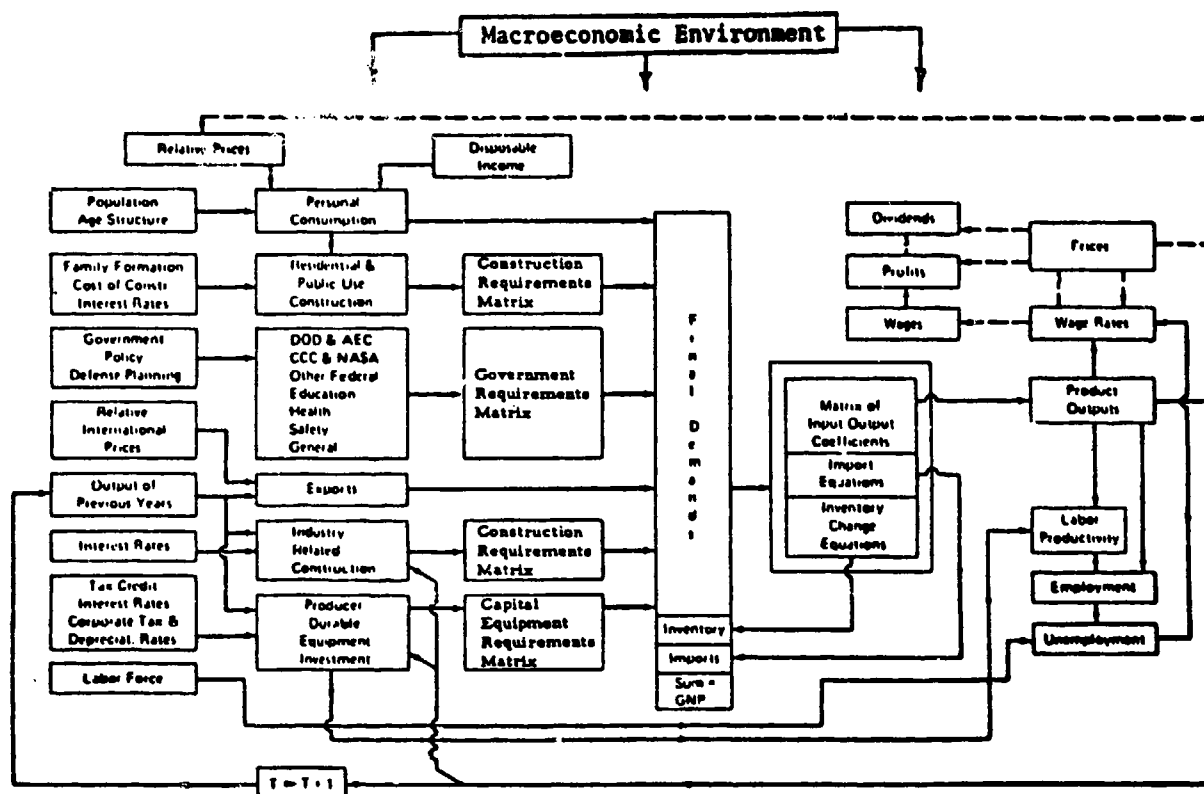 Macroeconomic Environment
Relative Prices
Disposable
Income
Population
Age Structure
Personal
Consumption
Family Formation
Cost of Constr
Interest Rates
Residential &
Public Use
Construction
Construction
Requirements
Matrix
Government
Policy
Defense Planning
DOD & AEC
CCC & NASA
Other Federal
Education
Health
Safety
General
Government
Requirements
Matrix
Relative
International
Prices
Output of
Previous Years
Exports
Interest Rates
Industry
Related
Construction
Construction
Requirements
Matrix
Tax Credit
Interest Rates
Corporate Tax &
Depreciat. Rates
Producer
Durable
Equipment
Investment
Capital
Equipment
Requirements
Matrix
Labor Force
T = T + 1
Final Demands
Inventory
Imports
Sum =
GNP
Matrix of
Input Output
Coefficients
Import
Equations
Inventory
Change
Equations
Dividends
Profits
Wages
Prices
Wage Rates
Product
Outputs
Labor
Productivity
Employment
Unemployment